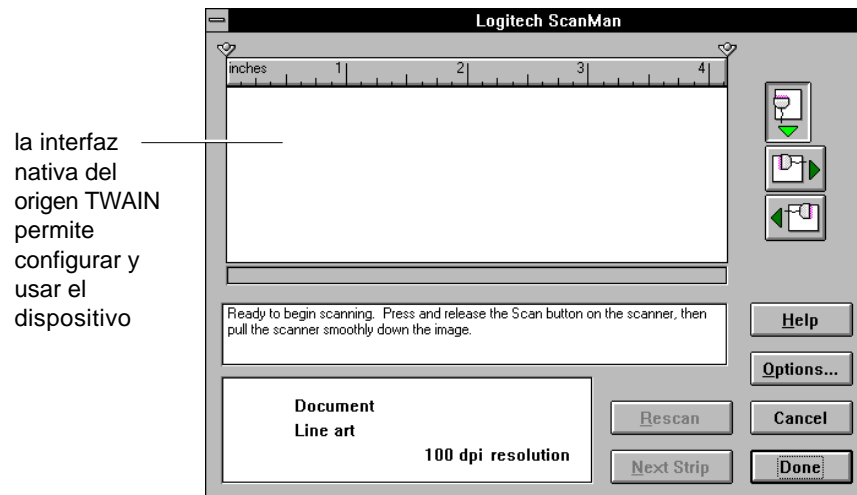 Logitech ScanMan
inches 1 2 3 4
la interfaz
nativa del
origen TWAIN
permite
configurar y
usar el
dispositivo
Ready to begin scanning. Press and release the Scan button on the scanner, then
pull the scanner smoothly down the image.
Help
Options...
Document
Line art
100 dpi resolution
Rescan
Cancel
Next Strip
Done